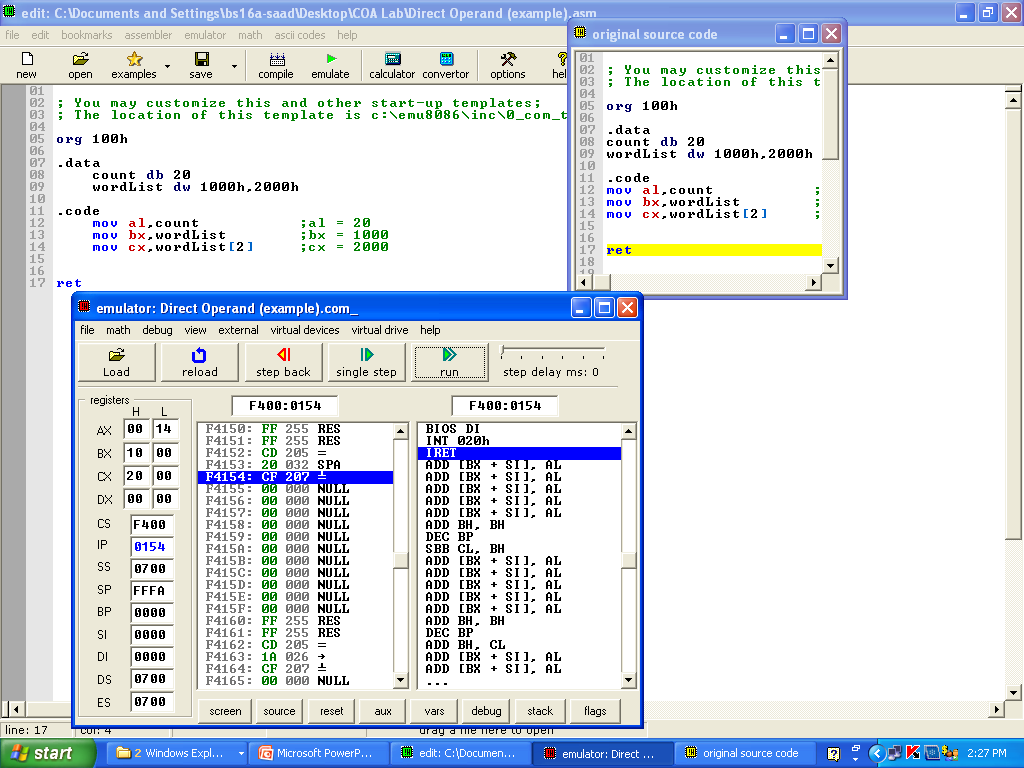 edit: C:\Documents and Settings\bs16a-saad\Desktop\COA Lab\Direct Operand (example).asm
file edit bookmarks assembler emulator math ascii codes help
new open examples save compile emulate calculator convertor options
01
02 ; You may customize this and other start-up templates;
03 ; The location of this template is c:\emu8086\inc\0_com_t
04
05 org 100h
06
07 .data
08 count db 20
09 wordList dw 1000h,2000h
10
11 .code
12 mov al,count ;al = 20
13 mov bx,wordList ;bx = 1000
14 mov cx,wordList[2] ;cx = 2000
15
16
17 ret
original source code
01
02 ; You may customize this
03 ; The location of this t
04
05 org 100h
06
07 .data
08 count db 20
09 wordList dw 1000h,2000h
10
11 .code
12 mov al,count ;
13 mov bx,wordList ;
14 mov cx,wordList[2] ;
15
16
17 ret
18
emulator: Direct Operand (example).com_
file math debug view external virtual devices virtual drive help
Load reload step back single step run step delay ms: 0
registers
H L
AX 00 14
BX 10 00
CX 20 00
DX 00 00
CS F400
IP 0154
SS 0700
SP FFFA
BP 0000
SI 0000
DI 0000
DS 0700
ES 0700
F400:0154
F4150: FF 255 RES
F4151: FF 255 RES
F4152: CD 205 =
F4153: 20 032 SPA
F4154: CF 207 ╧
F4155: 00 000 NULL
F4156: 00 000 NULL
F4157: 00 000 NULL
F4158: 00 000 NULL
F4159: 00 000 NULL
F415A: 00 000 NULL
F415B: 00 000 NULL
F415C: 00 000 NULL
F415D: 00 000 NULL
F415E: 00 000 NULL
F415F: 00 000 NULL
F4160: FF 255 RES
F4161: FF 255 RES
F4162: CD 205 =
F4163: 1A 026 →
F4164: CF 207 ╧
F4165: 00 000 NULL
F400:0154
BIOS DI
INT 020h
IRET
ADD [BX + SI], AL
ADD [BX + SI], AL
ADD [BX + SI], AL
ADD [BX + SI], AL
ADD [BX + SI], AL
ADD BH, BH
DEC BP
SBB CL, BH
ADD [BX + SI], AL
ADD [BX + SI], AL
ADD [BX + SI], AL
ADD [BX + SI], AL
ADD [BX + SI], AL
ADD BH, BH
DEC BP
ADD BH, CL
ADD [BX + SI], AL
ADD [BX + SI], AL
...
screen source reset aux vars debug stack flags
line: 17 col: 4 drag a file here to open
start 2 Windows Expl... Microsoft PowerP... edit: C:\Documen... emulator: Direct ... original source code 2:27 PM